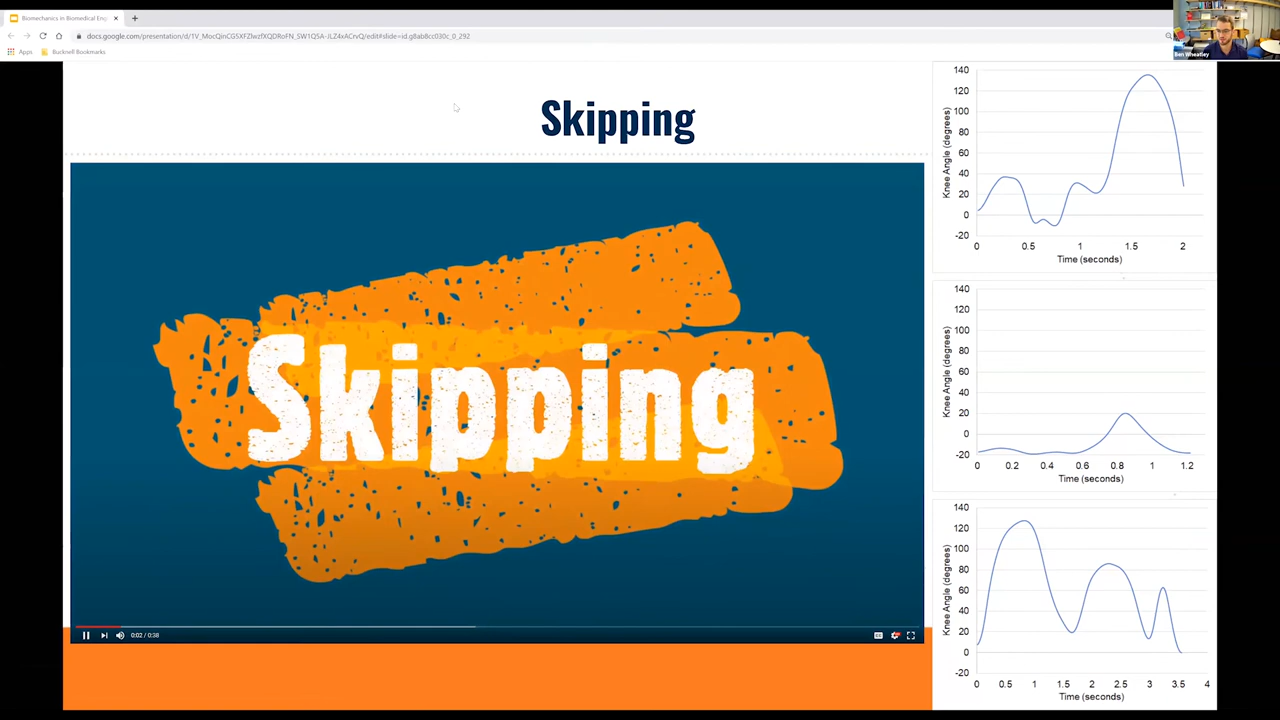 Biomechanics in Biomedical Eng
docs.google.com/presentation/d/1V_MocQinCGSXFZlwzfXQDRoFN_SW1QSA-JLZ4xACrvQ/edit#slide=id.g8ab8cc030c_0_292
Apps Bucknell Bookmarks
Ben Wheatley
Skipping
Skipping
0:02 / 0:38
140
120
100
80
60
40
20
0
-20
Knee Angle (degrees)
0 0.5 1 1.5 2
Time (seconds)
140
120
100
80
60
40
20
0
-20
Knee Angle (degrees)
0 0.2 0.4 0.6 0.8 1 1.2
Time (seconds)
140
120
100
80
60
40
20
0
-20
Knee Angle (degrees)
0 0.5 1 1.5 2 2.5 3 3.5 4
Time (seconds)